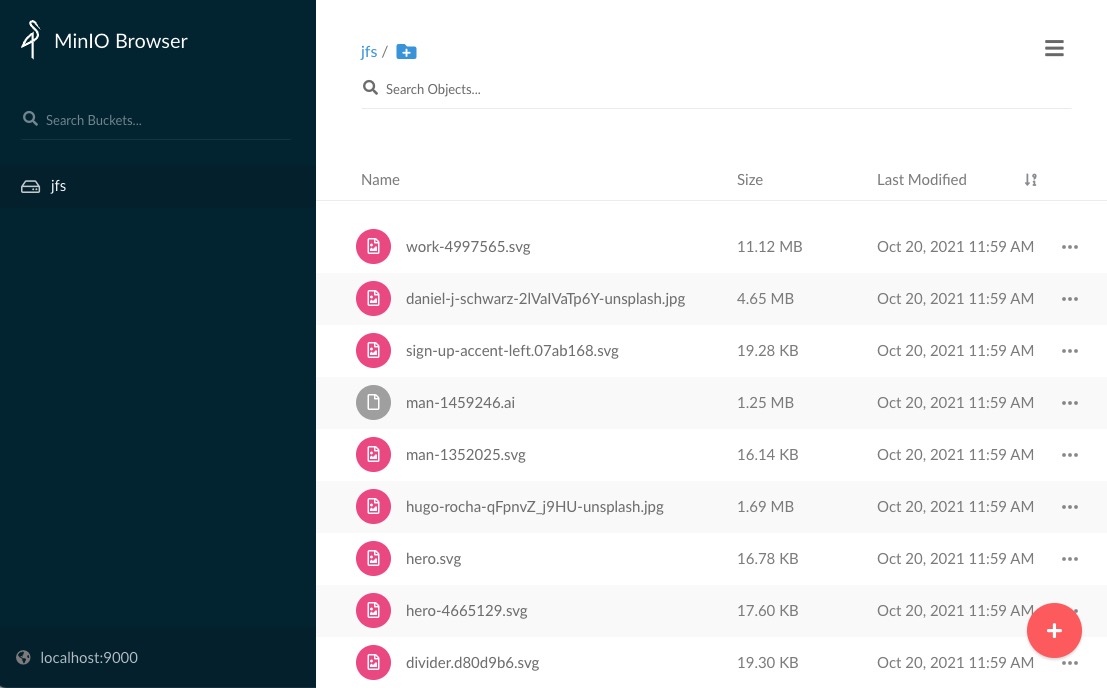 MinIO Browser
Search Buckets...
jfs
localhost:9000
jfs /
Search Objects...
Name Size Last Modified
work-4997565.svg 11.12 MB Oct 20, 2021 11:59 AM
daniel-j-schwarz-2lValVaTp6Y-unsplash.jpg 4.65 MB Oct 20, 2021 11:59 AM
sign-up-accent-left.07ab168.svg 19.28 KB Oct 20, 2021 11:59 AM
man-1459246.ai 1.25 MB Oct 20, 2021 11:59 AM
man-1352025.svg 16.14 KB Oct 20, 2021 11:59 AM
hugo-rocha-qFpnvZ_j9HU-unsplash.jpg 1.69 MB Oct 20, 2021 11:59 AM
hero.svg 16.78 KB Oct 20, 2021 11:59 AM
hero-4665129.svg 17.60 KB Oct 20, 2021 11:59 AM
divider.d80d9b6.svg 19.30 KB Oct 20, 2021 11:59 AM